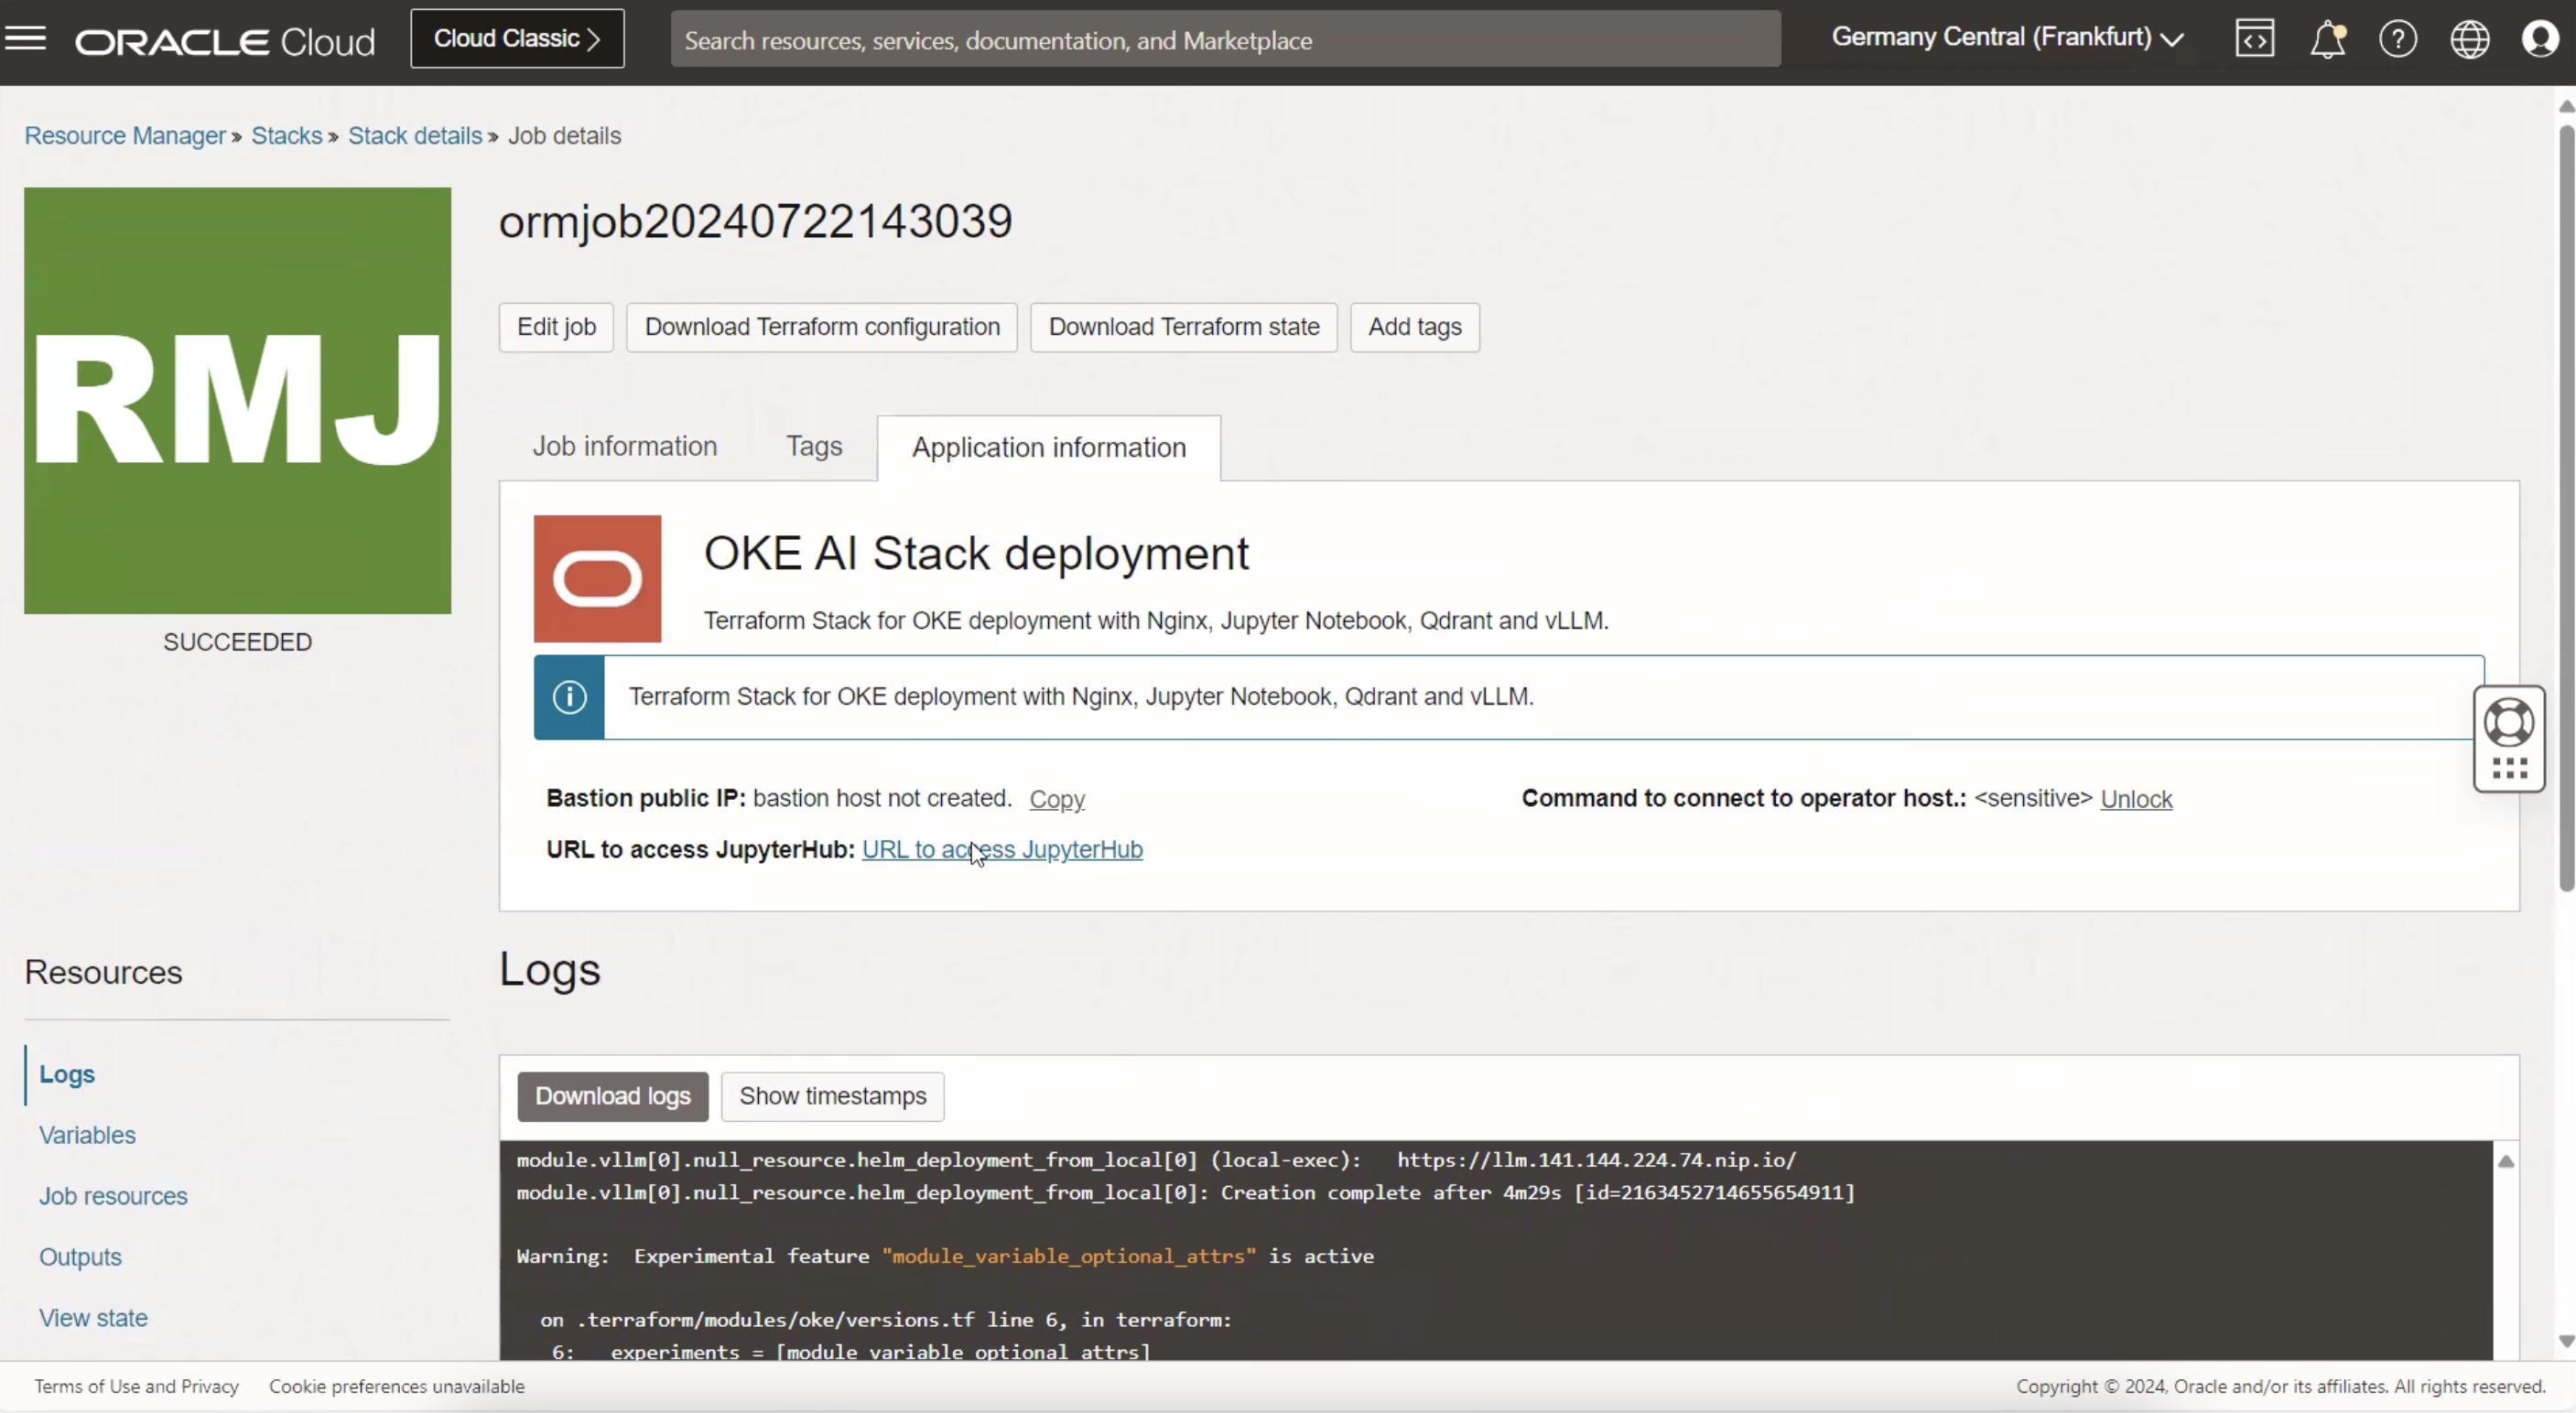 ORACLE Cloud
Cloud Classic
Search resources, services, documentation, and Marketplace
Germany Central (Frankfurt)
Resource Manager » Stacks » Stack details » Job details
RMJ
SUCCEEDED
ormjob20240722143039
Edit job
Download Terraform configuration
Download Terraform state
Add tags
Job information
Tags
Application information
OKE AI Stack deployment
Terraform Stack for OKE deployment with Nginx, Jupyter Notebook, Qdrant and vLLM.
Terraform Stack for OKE deployment with Nginx, Jupyter Notebook, Qdrant and vLLM.
Bastion public IP: bastion host not created. Copy
Command to connect to operator host.: <sensitive> Unlock
URL to access JupyterHub: URL to access JupyterHub
Resources
Logs
Variables
Job resources
Outputs
View state
Logs
Download logs
Show timestamps
module.vllm[0].null_resource.helm_deployment_from_local[0] (local-exec):   https://llm.141.144.224.74.nip.io/
module.vllm[0].null_resource.helm_deployment_from_local[0]: Creation complete after 4m29s [id=2163452714655654911]
Warning:  Experimental feature "module_variable_optional_attrs" is active
on .terraform/modules/oke/versions.tf line 6, in terraform:
6:   experiments = [module_variable_optional_attrs]
Terms of Use and Privacy
Cookie preferences unavailable
Copyright © 2024, Oracle and/or its affiliates. All rights reserved.